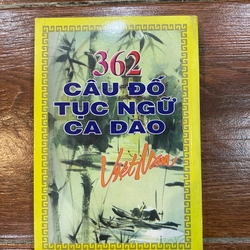 362
CÂU ĐỐ
TỤC NGỮ
CA DAO
Việt Nam